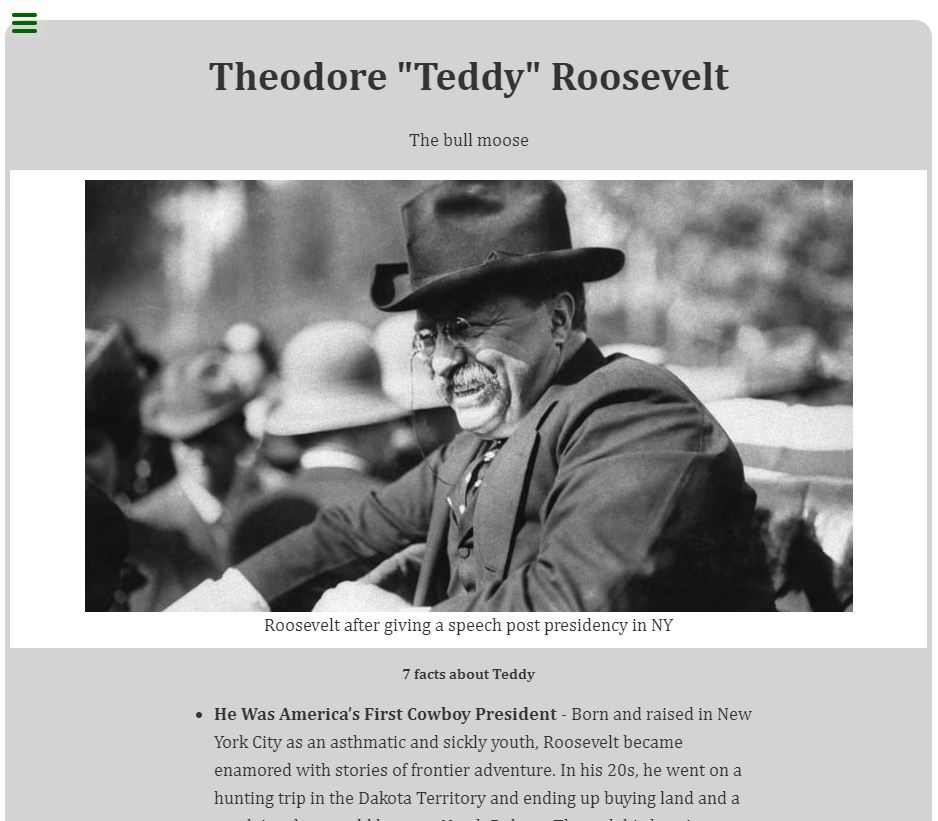 Theodore "Teddy" Roosevelt
The bull moose
Roosevelt after giving a speech post presidency in NY
7 facts about Teddy
• He Was America's First Cowboy President - Born and raised in New
York City as an asthmatic and sickly youth, Roosevelt became
enamored with stories of frontier adventure. In his 20s, he went on a
hunting trip in the Dakota Territory and ending up buying land and a